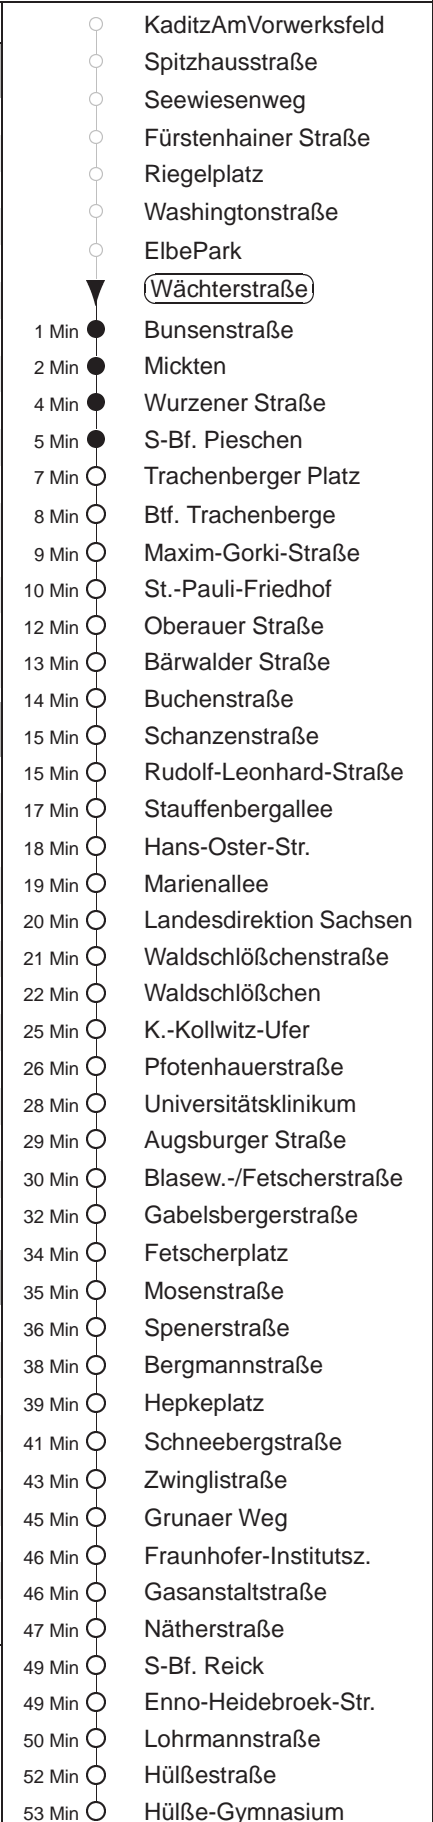 KaditzAmVorwerksfeld
Spitzhausstraße
Seewiesenweg
Fürstenhainer Straße
Riegelplatz
Washingtonstraße
ElbePark
Wächterstraße
1 Min Bunsenstraße
2 Min Mickten
4 Min Wurzener Straße
5 Min S-Bf. Pieschen
7 Min Trachenberger Platz
8 Min Btf. Trachenberge
9 Min Maxim-Gorki-Straße
10 Min St.-Pauli-Friedhof
12 Min Oberauer Straße
13 Min Bärwalder Straße
14 Min Buchenstraße
15 Min Schanzenstraße
15 Min Rudolf-Leonhard-Straße
17 Min Stauffenbergallee
18 Min Hans-Oster-Str.
19 Min Marienallee
20 Min Landesdirektion Sachsen
21 Min Waldschlößchenstraße
22 Min Waldschlößchen
25 Min K.-Kollwitz-Ufer
26 Min Pfotenhauerstraße
28 Min Universitätsklinikum
29 Min Augsburger Straße
30 Min Blasew.-/Fetscherstraße
32 Min Gabelsbergerstraße
34 Min Fetscherplatz
35 Min Mosenstraße
36 Min Spenerstraße
38 Min Bergmannstraße
39 Min Hepkeplatz
41 Min Schneebergstraße
43 Min Zwinglistraße
45 Min Grunaer Weg
46 Min Fraunhofer-Institutsz.
46 Min Gasanstaltstraße
47 Min Nätherstraße
49 Min S-Bf. Reick
49 Min Enno-Heidebroek-Str.
50 Min Lohrmannstraße
52 Min Hülßestraße
53 Min Hülße-Gymnasium